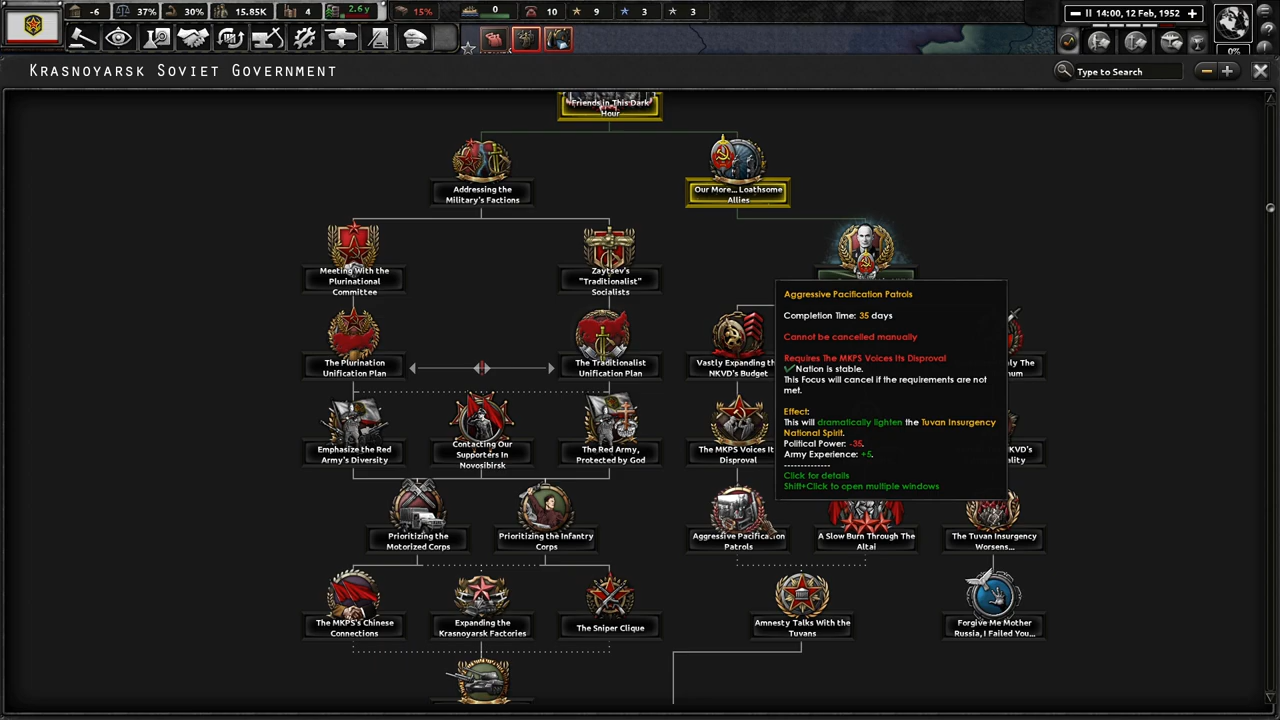 -6 37% 30% 15.85K 4 2.6 y 15% 0 10 9 3 3 14:00, 12 Feb, 1952
0%
Krasnoyarsk Soviet Government
Type to Search
Friends in This Dark
Hour
Addressing the
Military's Factions
Our More... Loathsome
Allies
Meeting With the
Plurinational
Committee
Zaytsev's
"Traditionalist"
Socialists
Aggressive Pacification Patrols
Completion Time: 35 days
Cannot be cancelled manually
Requires The MKPS Voices Its Disproval
Nation is stable.
This Focus will cancel if the requirements are not
met.
Effect:
This will dramatically lighten the Tuvan Insurgency
National Spirit.
Political Power: -35.
Army Experience: +5.
--------------
Click for details
Shift+Click to open multiple windows
The Plurination
Unification Plan
The Traditionalist
Unification Plan
Vastly Expanding th
NKVD's Budget
ly The
num
Emphasize the Red
Army's Diversity
Contacting Our
Supporters In
Novosibirsk
The Red Army,
Protected by God
The MKPS Voices It
Disproval
KVD's
lity
Prioritizing the
Motorized Corps
Prioritizing the Infantry
Corps
Aggressive Pacification
Patrols
A Slow Burn Through The
Altai
The Tuvan Insurgency
Worsens...
The MKPS's Chinese
Connections
Expanding the
Krasnoyarsk Factories
The Sniper Clique
Amnesty Talks With the
Tuvans
Forgive Me Mother
Russia, I Failed You...